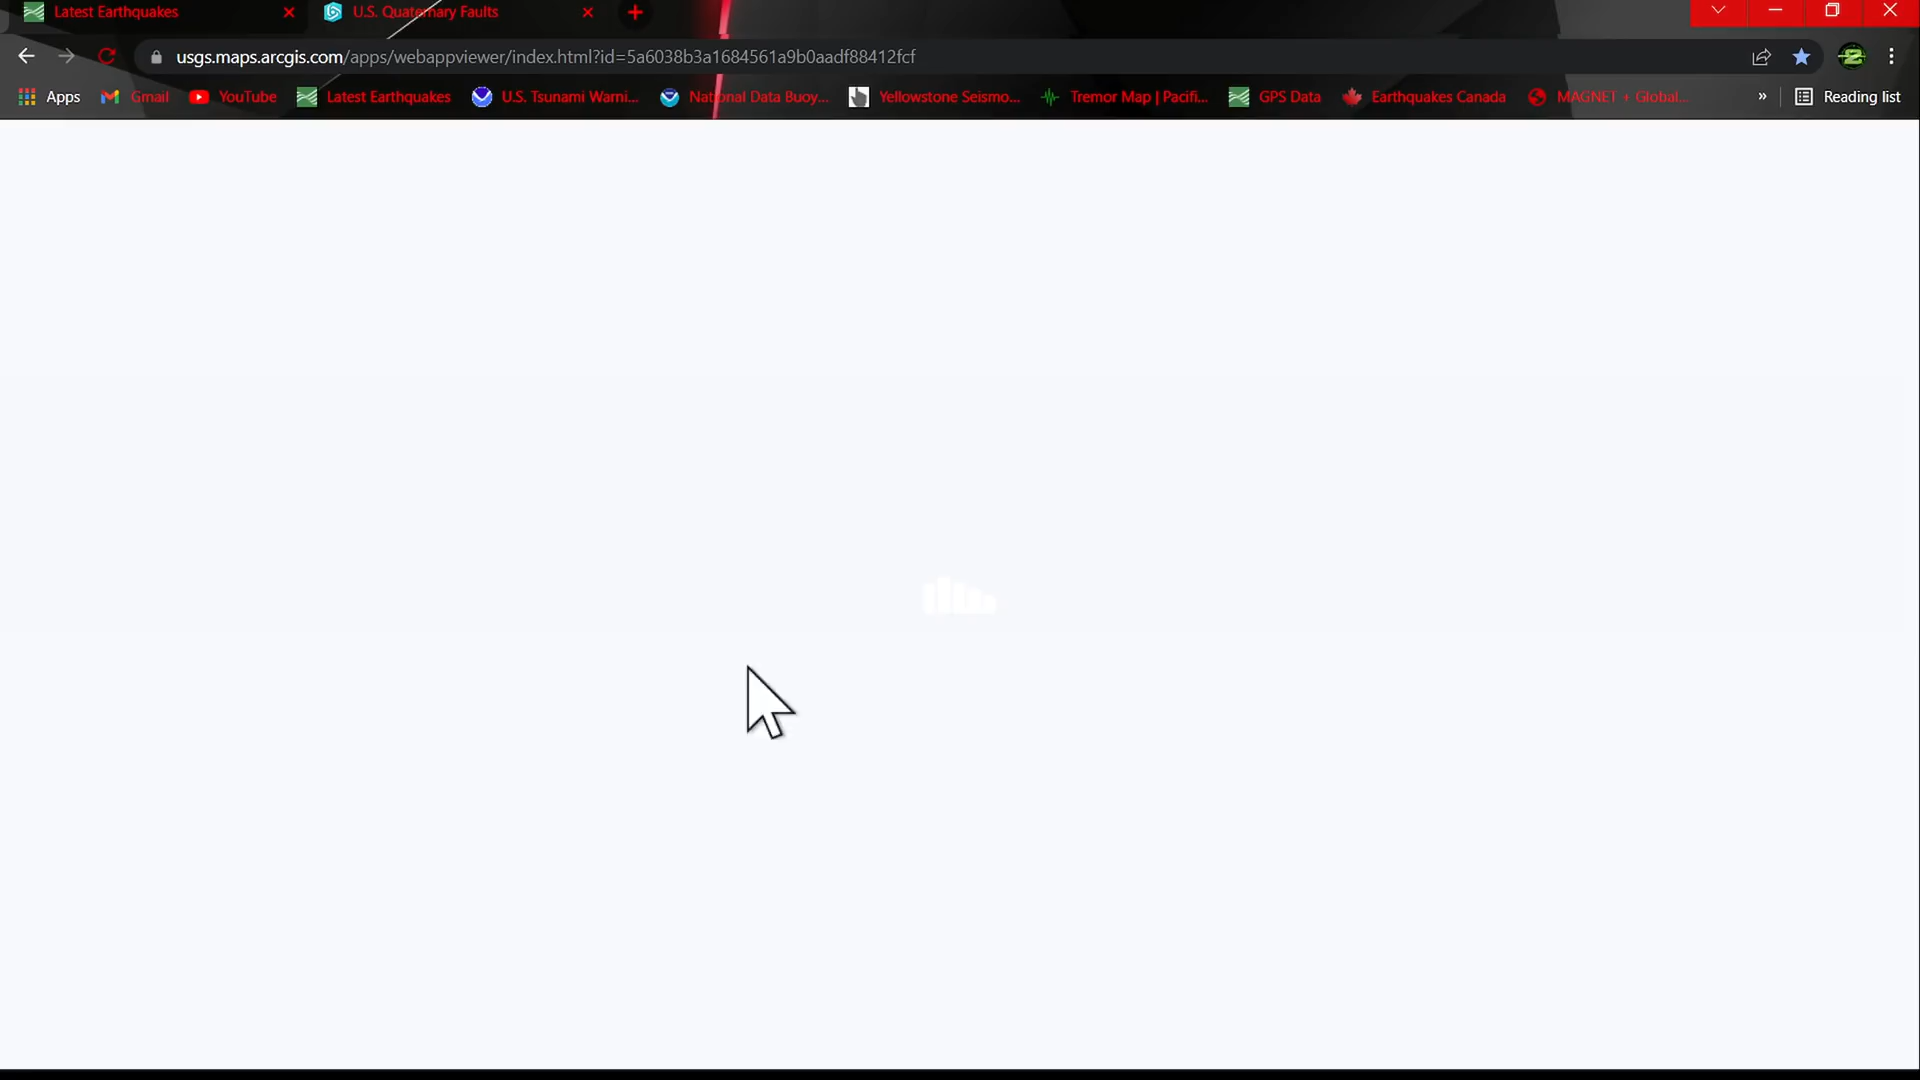 Latest Earthquakes
U.S. Quaternary Faults
usgs.maps.arcgis.com/apps/webappviewer/index.html?id=5a6038b3a1684561a9b0aadf88412fcf
Apps Gmail YouTube Latest Earthquakes U.S. Tsunami Warni... National Data Buoy... Yellowstone Seismo... Tremor Map | Pacifi... GPS Data Earthquakes Canada MAGNET + Global... » Reading list